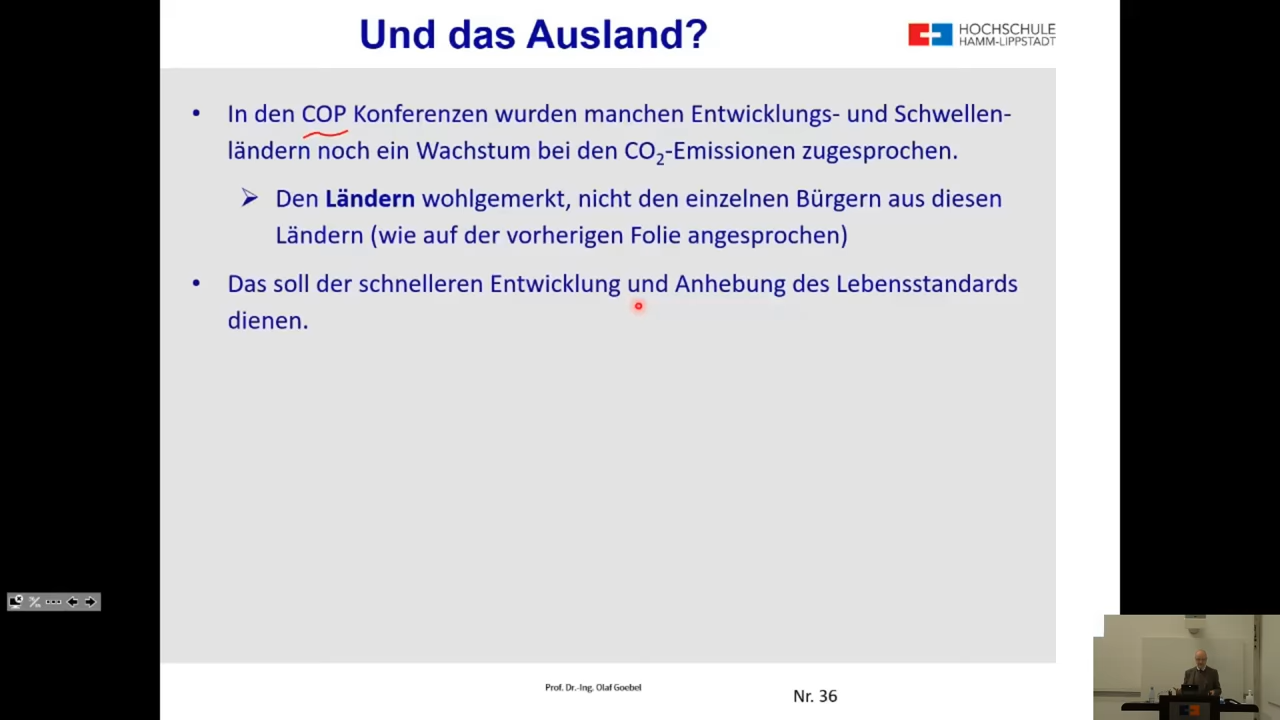 Und das Ausland?
HOCHSCHULE
HAMM-LIPPSTADT
• In den COP Konferenzen wurden manchen Entwicklungs- und Schwellen-
ländern noch ein Wachstum bei den CO₂-Emissionen zugesprochen.
➢ Den Ländern wohlgemerkt, nicht den einzelnen Bürgern aus diesen
Ländern (wie auf der vorherigen Folie angesprochen)
• Das soll der schnelleren Entwicklung und Anhebung des Lebensstandards
dienen.
Prof. Dr.-Ing. Olaf Goebel
Nr. 36